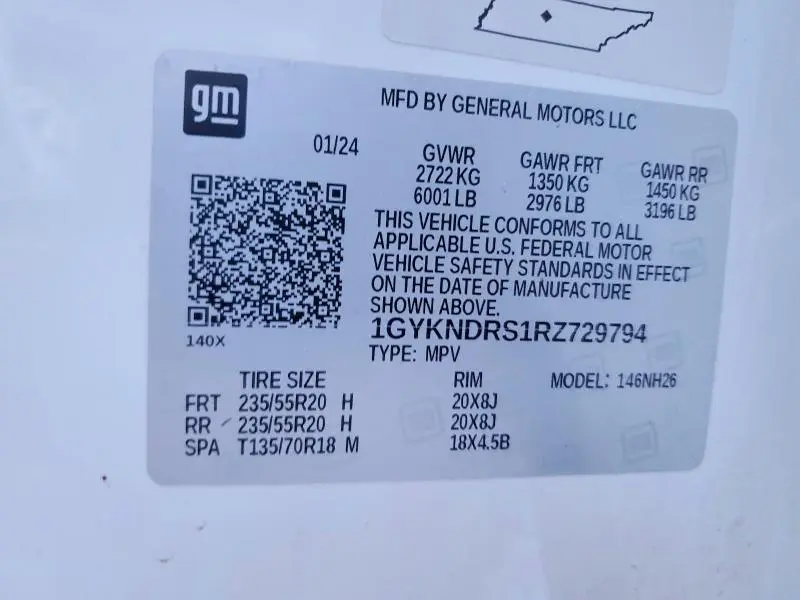 gm
MFD BY GENERAL MOTORS LLC
01/24
GVWR GAWR FRT GAWR RR
2722 KG 1350 KG 1450 KG
6001 LB 2976 LB 3196 LB
THIS VEHICLE CONFORMS TO ALL
APPLICABLE U.S. FEDERAL MOTOR
VEHICLE SAFETY STANDARDS IN EFFECT
ON THE DATE OF MANUFACTURE
SHOWN ABOVE.
140X
1GYKNDRS1RZ729794
TYPE: MPV
TIRE SIZE RIM MODEL: 146NH26
FRT 235/55R20 H 20X8J
RR 235/55R20 H 20X8J
SPA T135/70R18 M 18X4.5B